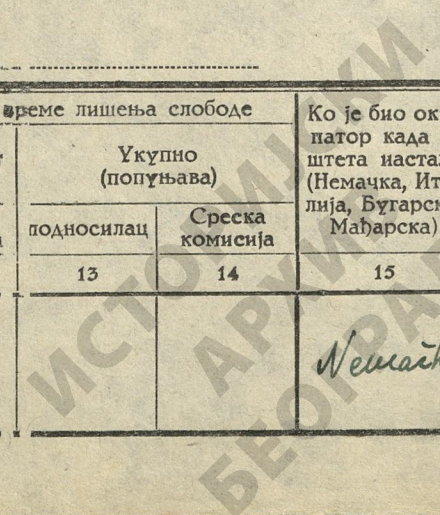 време лишења слободе
Укупно
(попуњава)
подносилац
Среска
комисија
13
14
Ко је био ок
патор када
штета настал
(Немачка, Ит
лија, Бугарск
Мађарска)
15
Nemačk
ИСТОРИЈСКИ
АРХИВ
БЕОГРАД